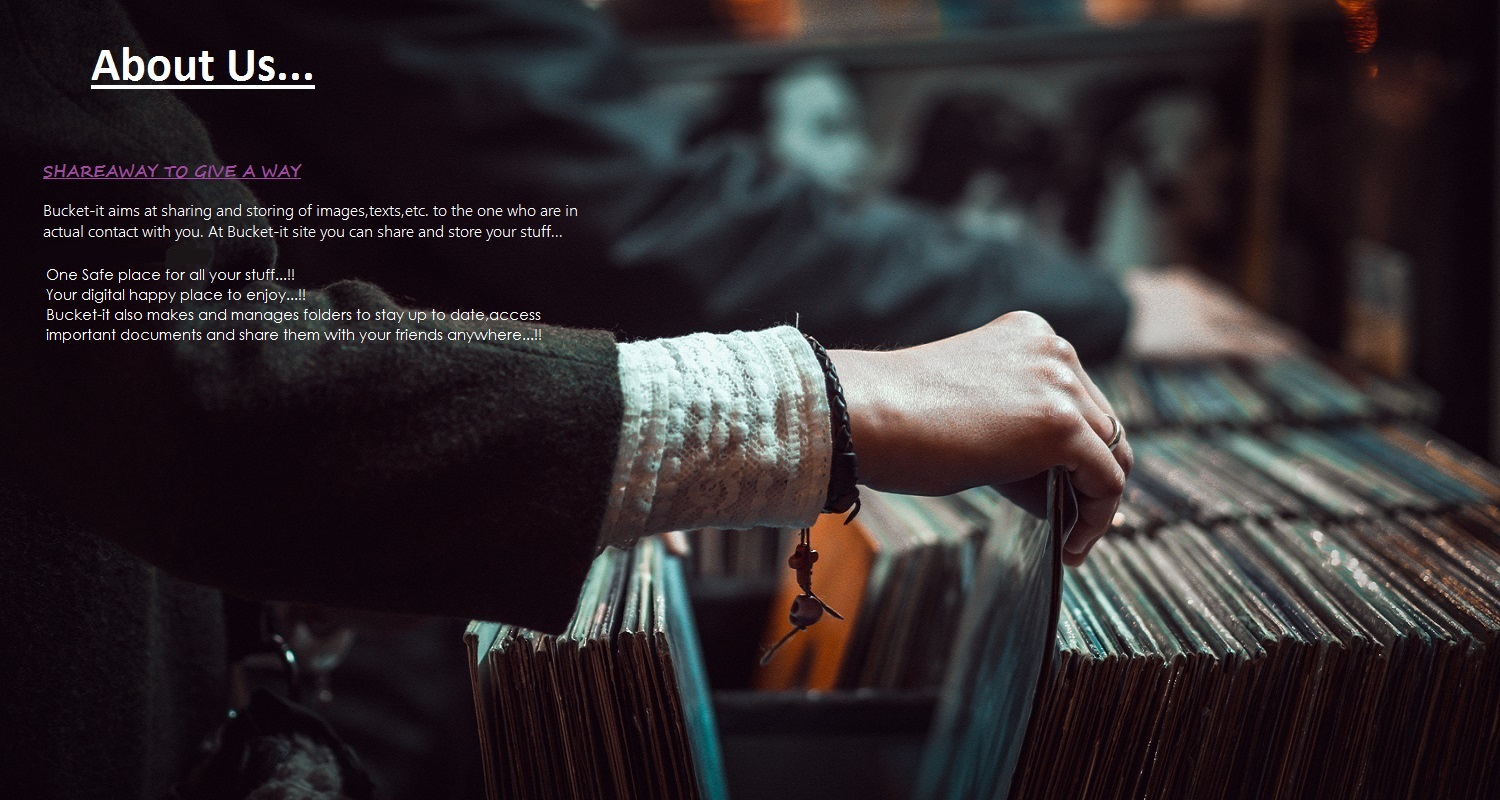 About Us...
SHAREAWAY TO GIVE A WAY
Bucket-it aims at sharing and storing of images,texts,etc. to the one who are in
actual contact with you. At Bucket-it site you can share and store your stuff...
One Safe place for all your stuff...!!
Your digital happy place to enjoy...!!
Bucket-it also makes and manages folders to stay up to date,access
important documents and share them with your friends anywhere...!!